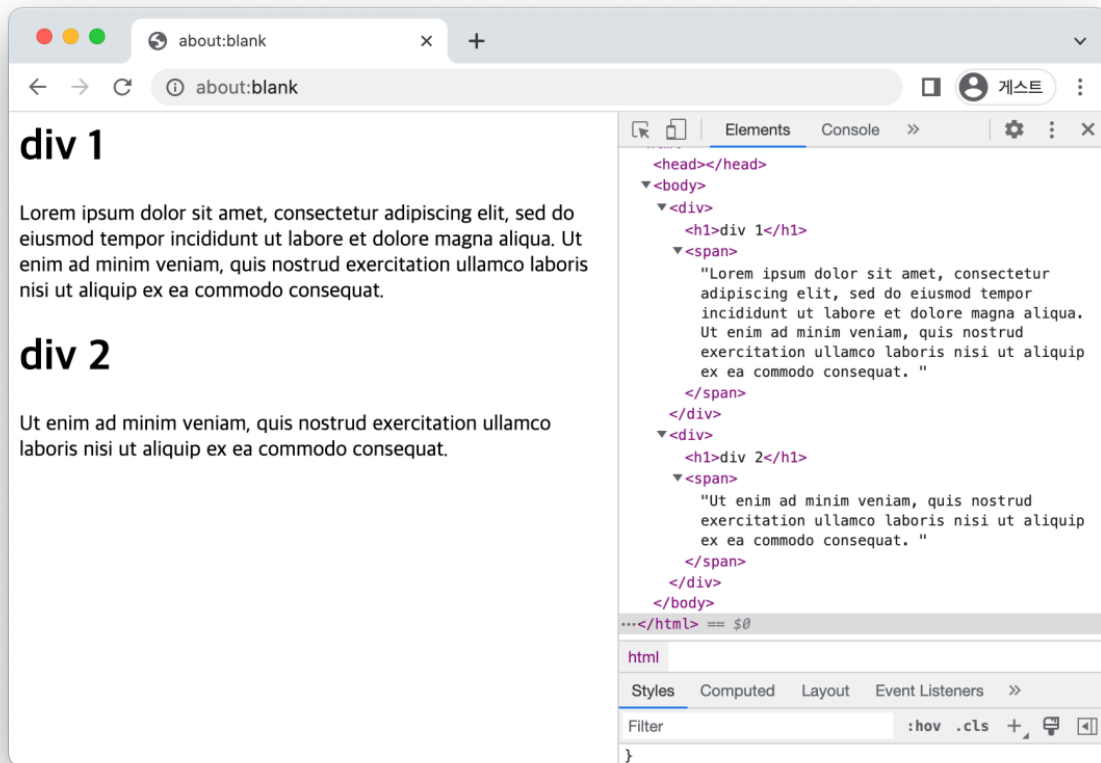 about:blank
about:blank
게스트
div 1
Lorem ipsum dolor sit amet, consectetur adipiscing elit, sed do
eiusmod tempor incididunt ut labore et dolore magna aliqua. Ut
enim ad minim veniam, quis nostrud exercitation ullamco laboris
nisi ut aliquip ex ea commodo consequat.
div 2
Ut enim ad minim veniam, quis nostrud exercitation ullamco
laboris nisi ut aliquip ex ea commodo consequat.
Elements Console »
<head></head>
▼<body>
▼<div>
<h1>div 1</h1>
▼<span>
"Lorem ipsum dolor sit amet, consectetur
adipiscing elit, sed do eiusmod tempor
incididunt ut labore et dolore magna aliqua.
Ut enim ad minim veniam, quis nostrud
exercitation ullamco laboris nisi ut aliquip
ex ea commodo consequat. "
</span>
</div>
▼<div>
<h1>div 2</h1>
▼<span>
"Ut enim ad minim veniam, quis nostrud
exercitation ullamco laboris nisi ut aliquip
ex ea commodo consequat. "
</span>
</div>
</body>
…</html> == $0
html
Styles Computed Layout Event Listeners »
Filter :hov .cls +
}